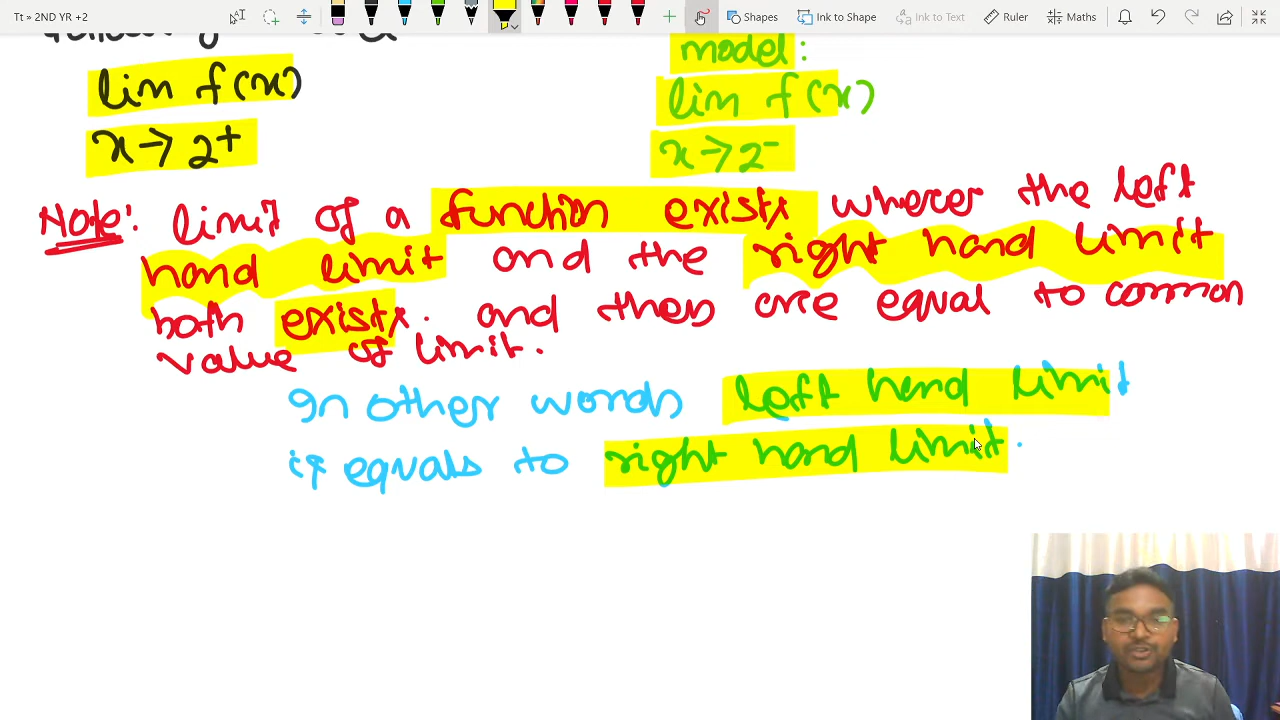 Tt » 2ND YR +2
Shapes
Ink to Shape
Ink to Text
Ruler
Maths
model:
lim f(x)
lim f(x)
x→2+
x→2-
Note: limit of a function exists where the left
hand limit and the right hand limit
both exists. and they are equal to common
value of limit.
In other words left hand limit
is equals to right hand limit.